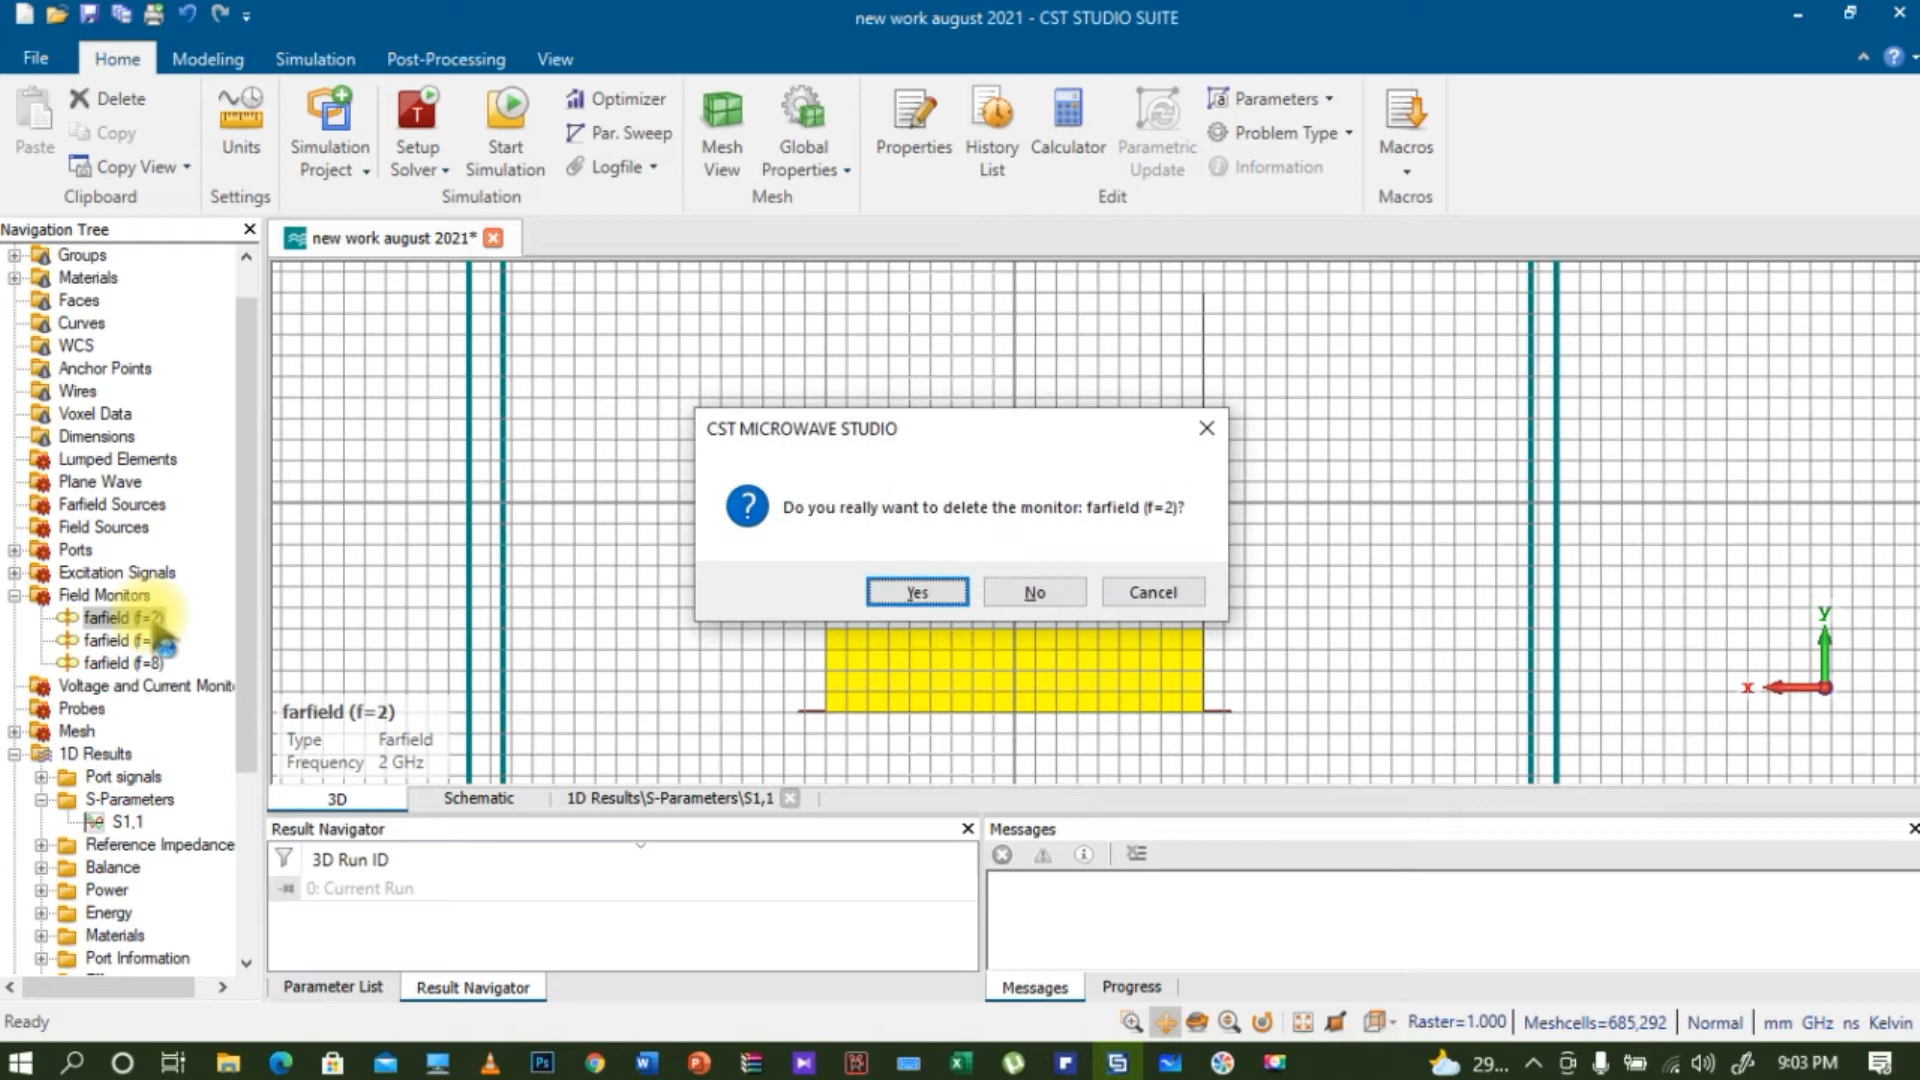 new work august 2021 - CST STUDIO SUITE
File
Home
Modeling
Simulation
Post-Processing
View
Paste
Delete
Copy
Copy View
Clipboard
Units
Settings
Simulation
Project
Setup
Solver
Start
Simulation
Optimizer
Par. Sweep
Logfile
Simulation
Mesh
View
Global
Properties
Mesh
Properties
History
List
Calculator
Parametric
Update
Parameters
Problem Type
Information
Edit
Macros
Macros
Navigation Tree
Groups
Materials
Faces
Curves
WCS
Anchor Points
Wires
Voxel Data
Dimensions
Lumped Elements
Plane Wave
Farfield Sources
Field Sources
Ports
Excitation Signals
Field Monitors
farfield (f=2)
farfield (f=
farfield (f=8)
Voltage and Current Monit
Probes
Mesh
1D Results
Port signals
S-Parameters
S1,1
Reference Impedance
Balance
Power
Energy
Materials
Port Information
new work august 2021*
CST MICROWAVE STUDIO
Do you really want to delete the monitor: farfield (f=2)?
Yes
No
Cancel
farfield (f=2)
Type Farfield
Frequency 2 GHz
y
x
3D
Schematic
1D Results\S-Parameters\S1,1
Result Navigator
3D Run ID
0: Current Run
Parameter List
Result Navigator
Messages
Messages
Progress
Ready
Raster=1.000
Meshcells=685,292
Normal
mm GHz ns Kelvin
29...
9:03 PM